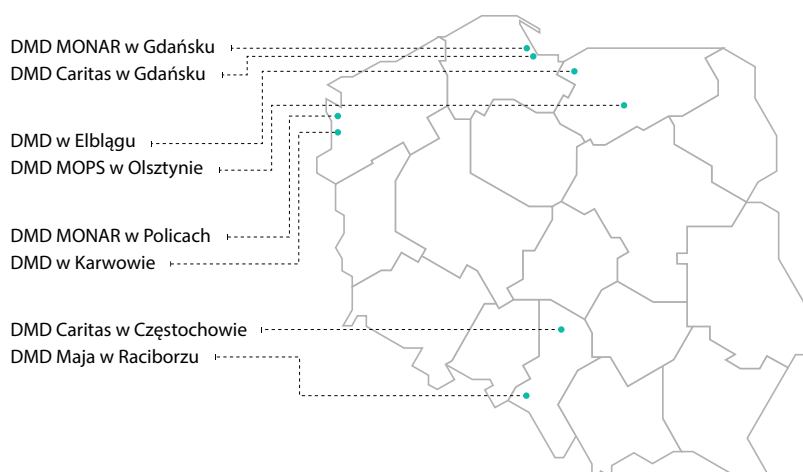 DMD MONAR w Gdańsku
DMD Caritas w Gdańsku
DMD w Elblągu
DMD MOPS w Olsztynie
DMD MONAR w Policach
DMD w Karwowie
DMD Caritas w Częstochowie
DMD Maja w Raciborzu